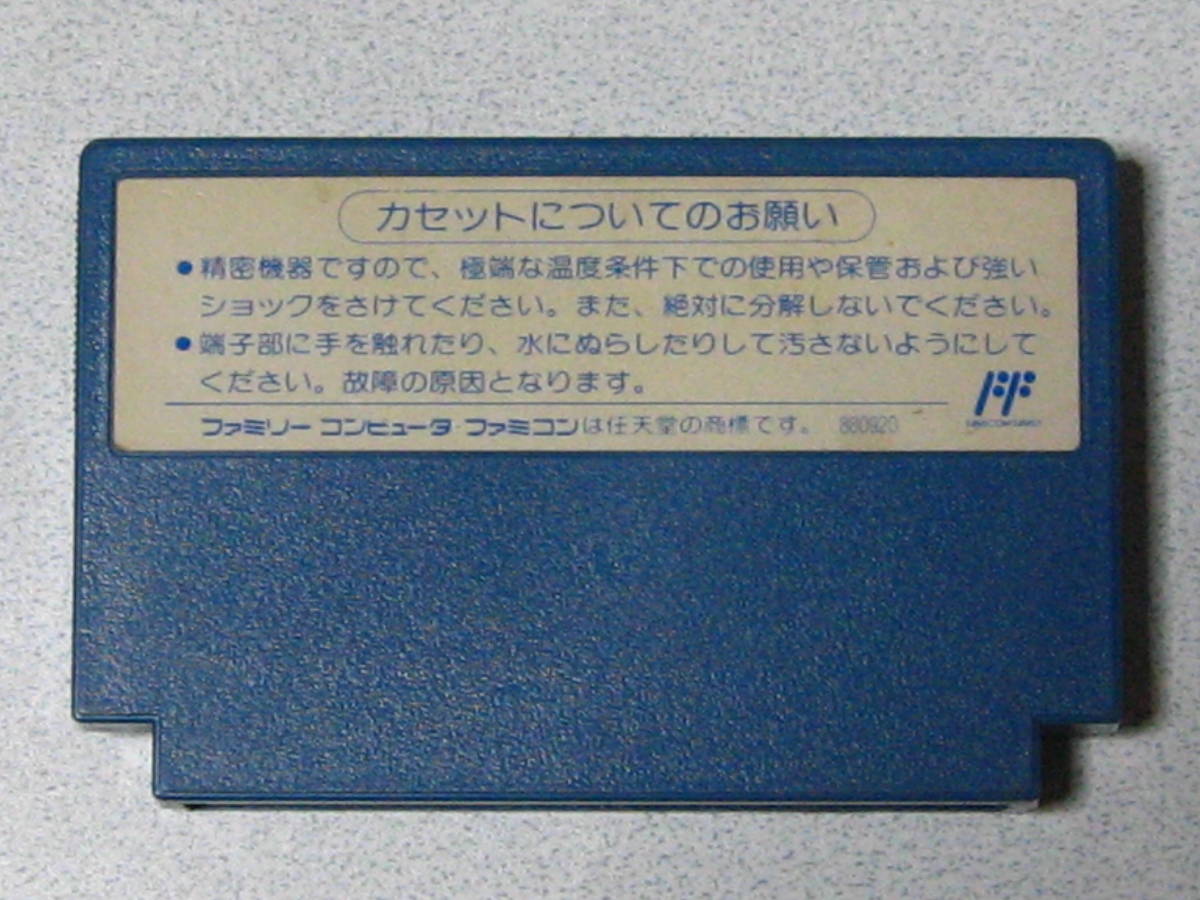 カセットについてのお願い
●精密機器ですので、極端な温度条件下での使用や保管および強い
ショックをさけてください。また、絶対に分解しないでください。
●端子部に手を触れたり、水にぬらしたりして汚さないようにして
ください。故障の原因となります。
ファミリーコンピュータ・ファミコンは任天堂の商標です。 880920
FF